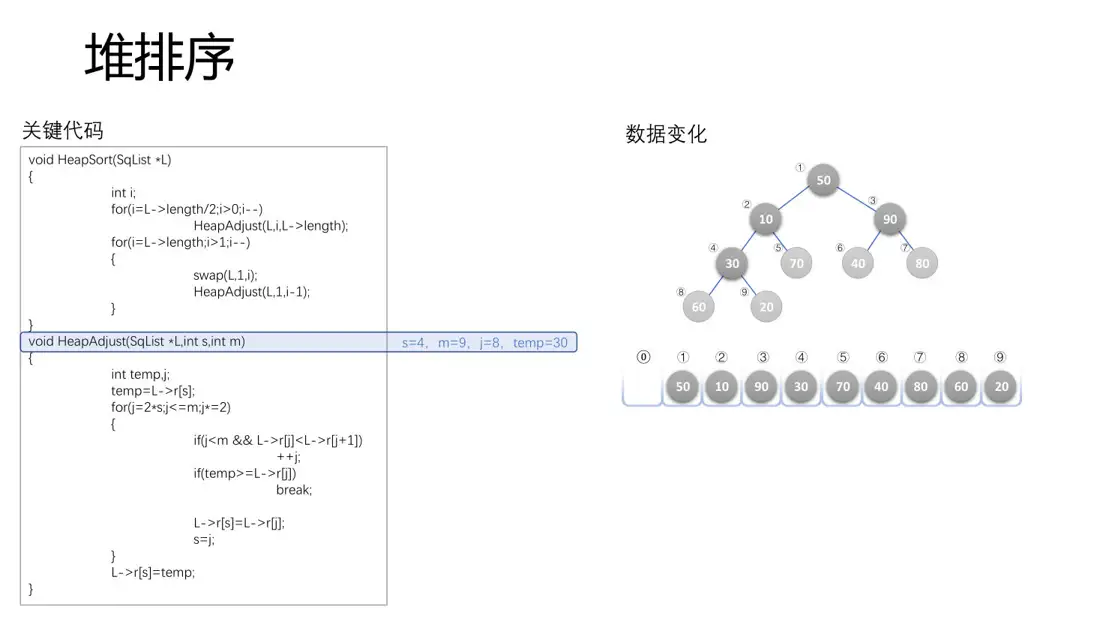 堆排序
关键代码
void HeapSort(SqList *L)
{
int i;
for(i=L->length/2;i>0;i--)
HeapAdjust(L,i,L->length);
for(i=L->length;i>1;i--)
{
swap(L,1,i);
HeapAdjust(L,1,i-1);
}
}
void HeapAdjust(SqList *L,int s,int m) s=4，m=9，j=8，temp=30
{
int temp,j;
temp=L->r[s];
for(j=2*s;j<=m;j*=2)
{
if(j<m && L->r[j]<L->r[j+1])
++j;
if(temp>=L->r[j])
break;
L->r[s]=L->r[j];
s=j;
}
L->r[s]=temp;
}
数据变化
① 50
② 10 ③ 90
④ 30 ⑤ 70 ⑥ 40 ⑦ 80
⑧ 60 ⑨ 20
⓪ ① ② ③ ④ ⑤ ⑥ ⑦ ⑧ ⑨
50 10 90 30 70 40 80 60 20